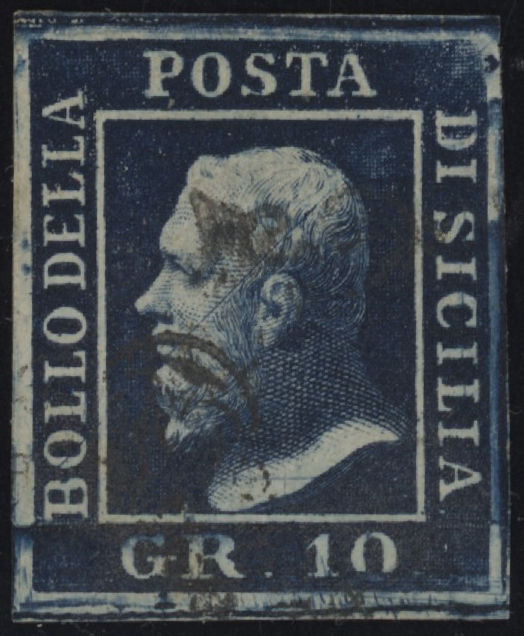 POSTA
BOLLO DELLA
DI SICILIA
GR. 10